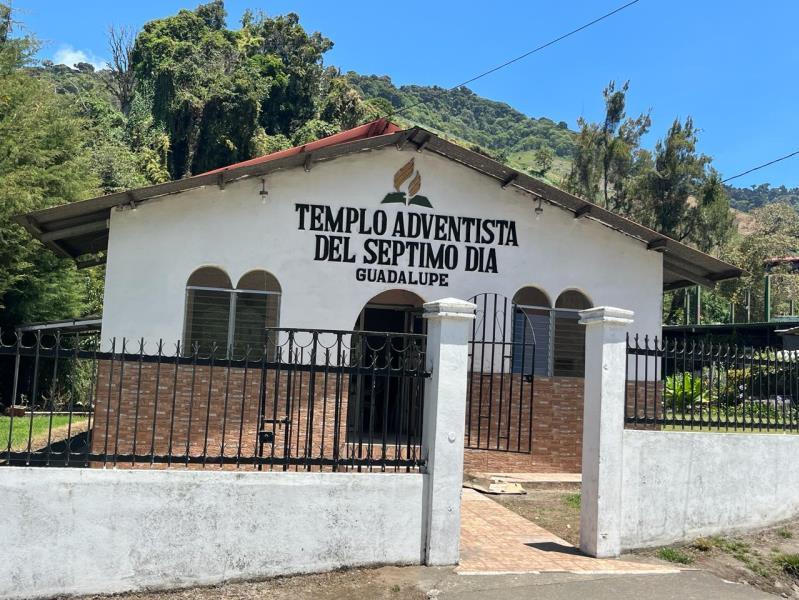 TEMPLO ADVENTISTA
DEL SEPTIMO DIA
GUADALUPE